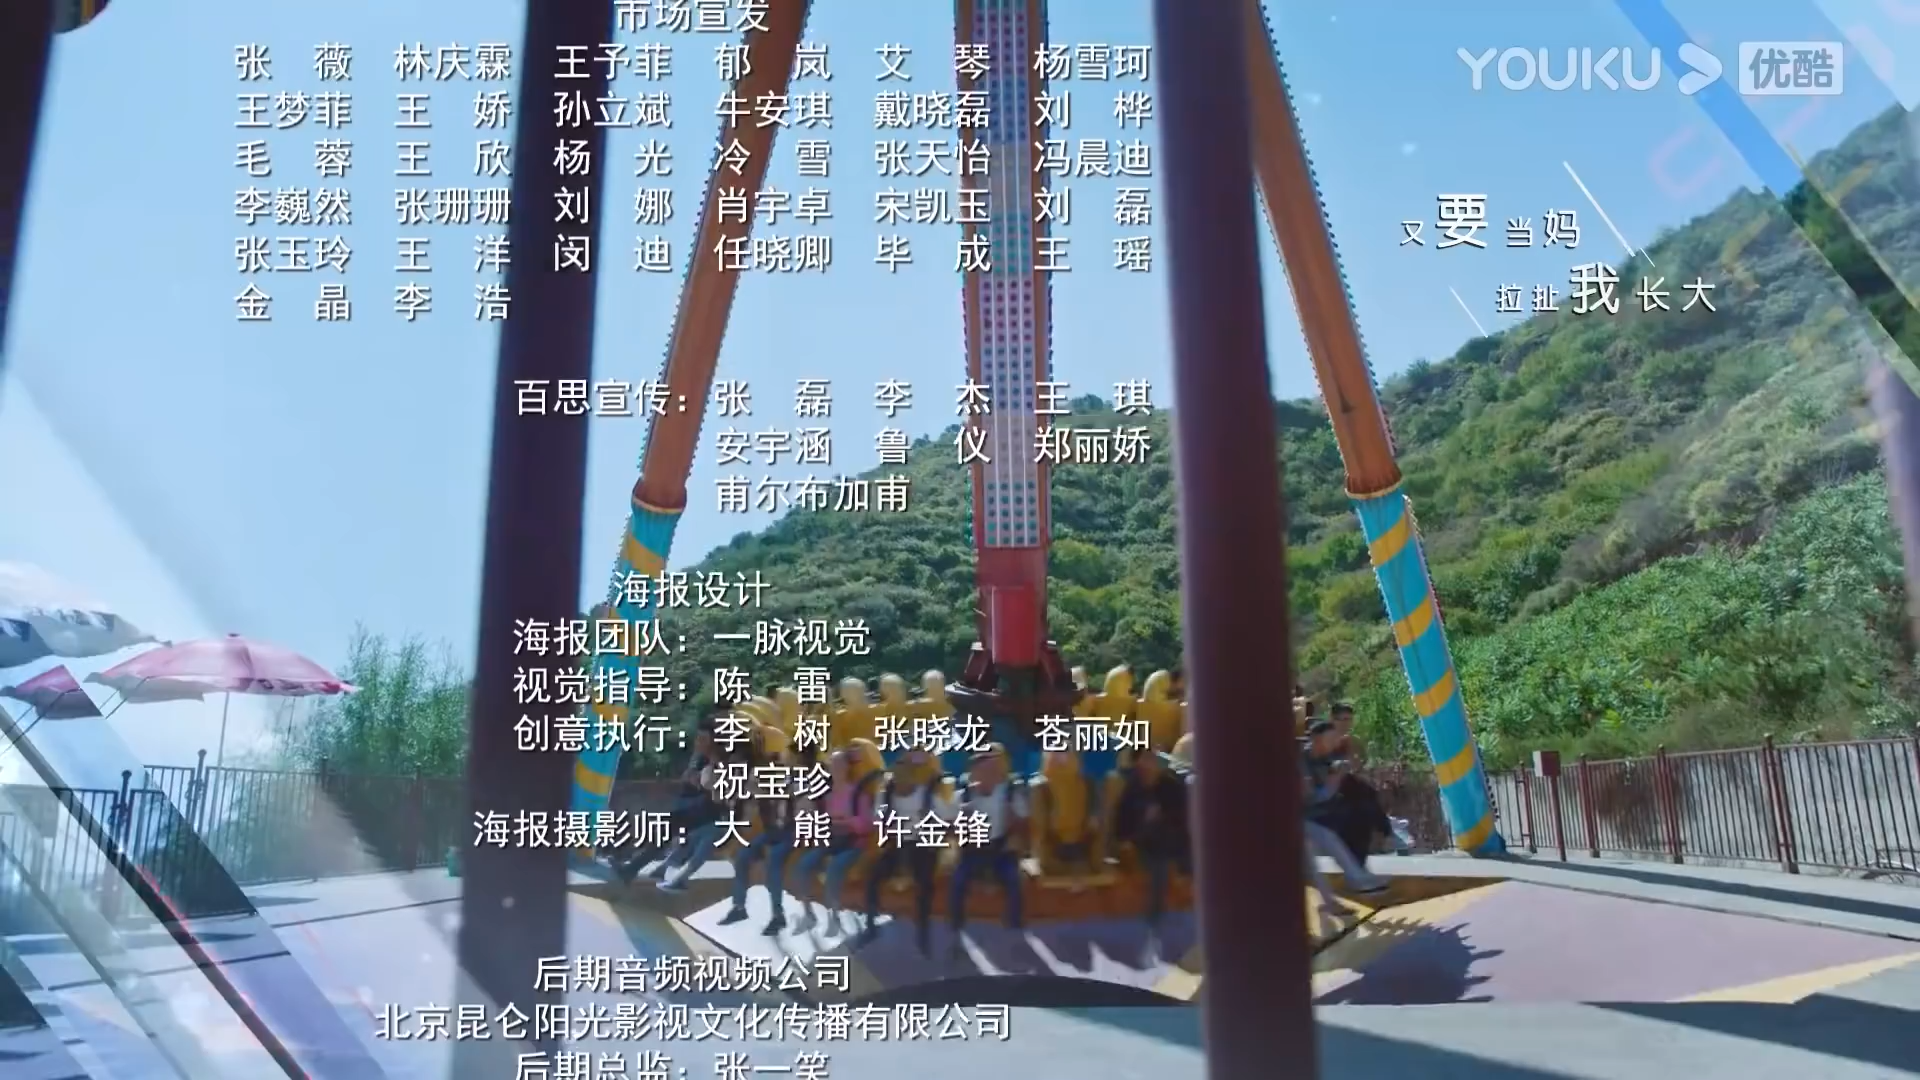 市场宣发
张薇 林庆霖 王予菲 郁岚 艾琴 杨雪珂
王梦菲 王娇 孙立斌 牛安琪 戴晓磊 刘桦
毛蓉 王欣 杨光 冷雪 张天怡 冯晨迪
李巍然 张珊珊 刘娜 肖宇卓 宋凯玉 刘磊
张玉玲 王洋 闵迪 任晓卿 毕成 王瑶
金晶 李浩
百思宣传：张磊 李杰 王琪
安宇涵 鲁仪 郑丽娇
甫尔布加甫
海报设计
海报团队：一脉视觉
视觉指导：陈雷
创意执行：李树 张晓龙 苍丽如
祝宝珍
海报摄影师：大熊 许金锋
后期音频视频公司
北京昆仑阳光影视文化传播有限公司
后期总监：张一笑
YOUKU 优酷
又要当妈
拉扯我长大